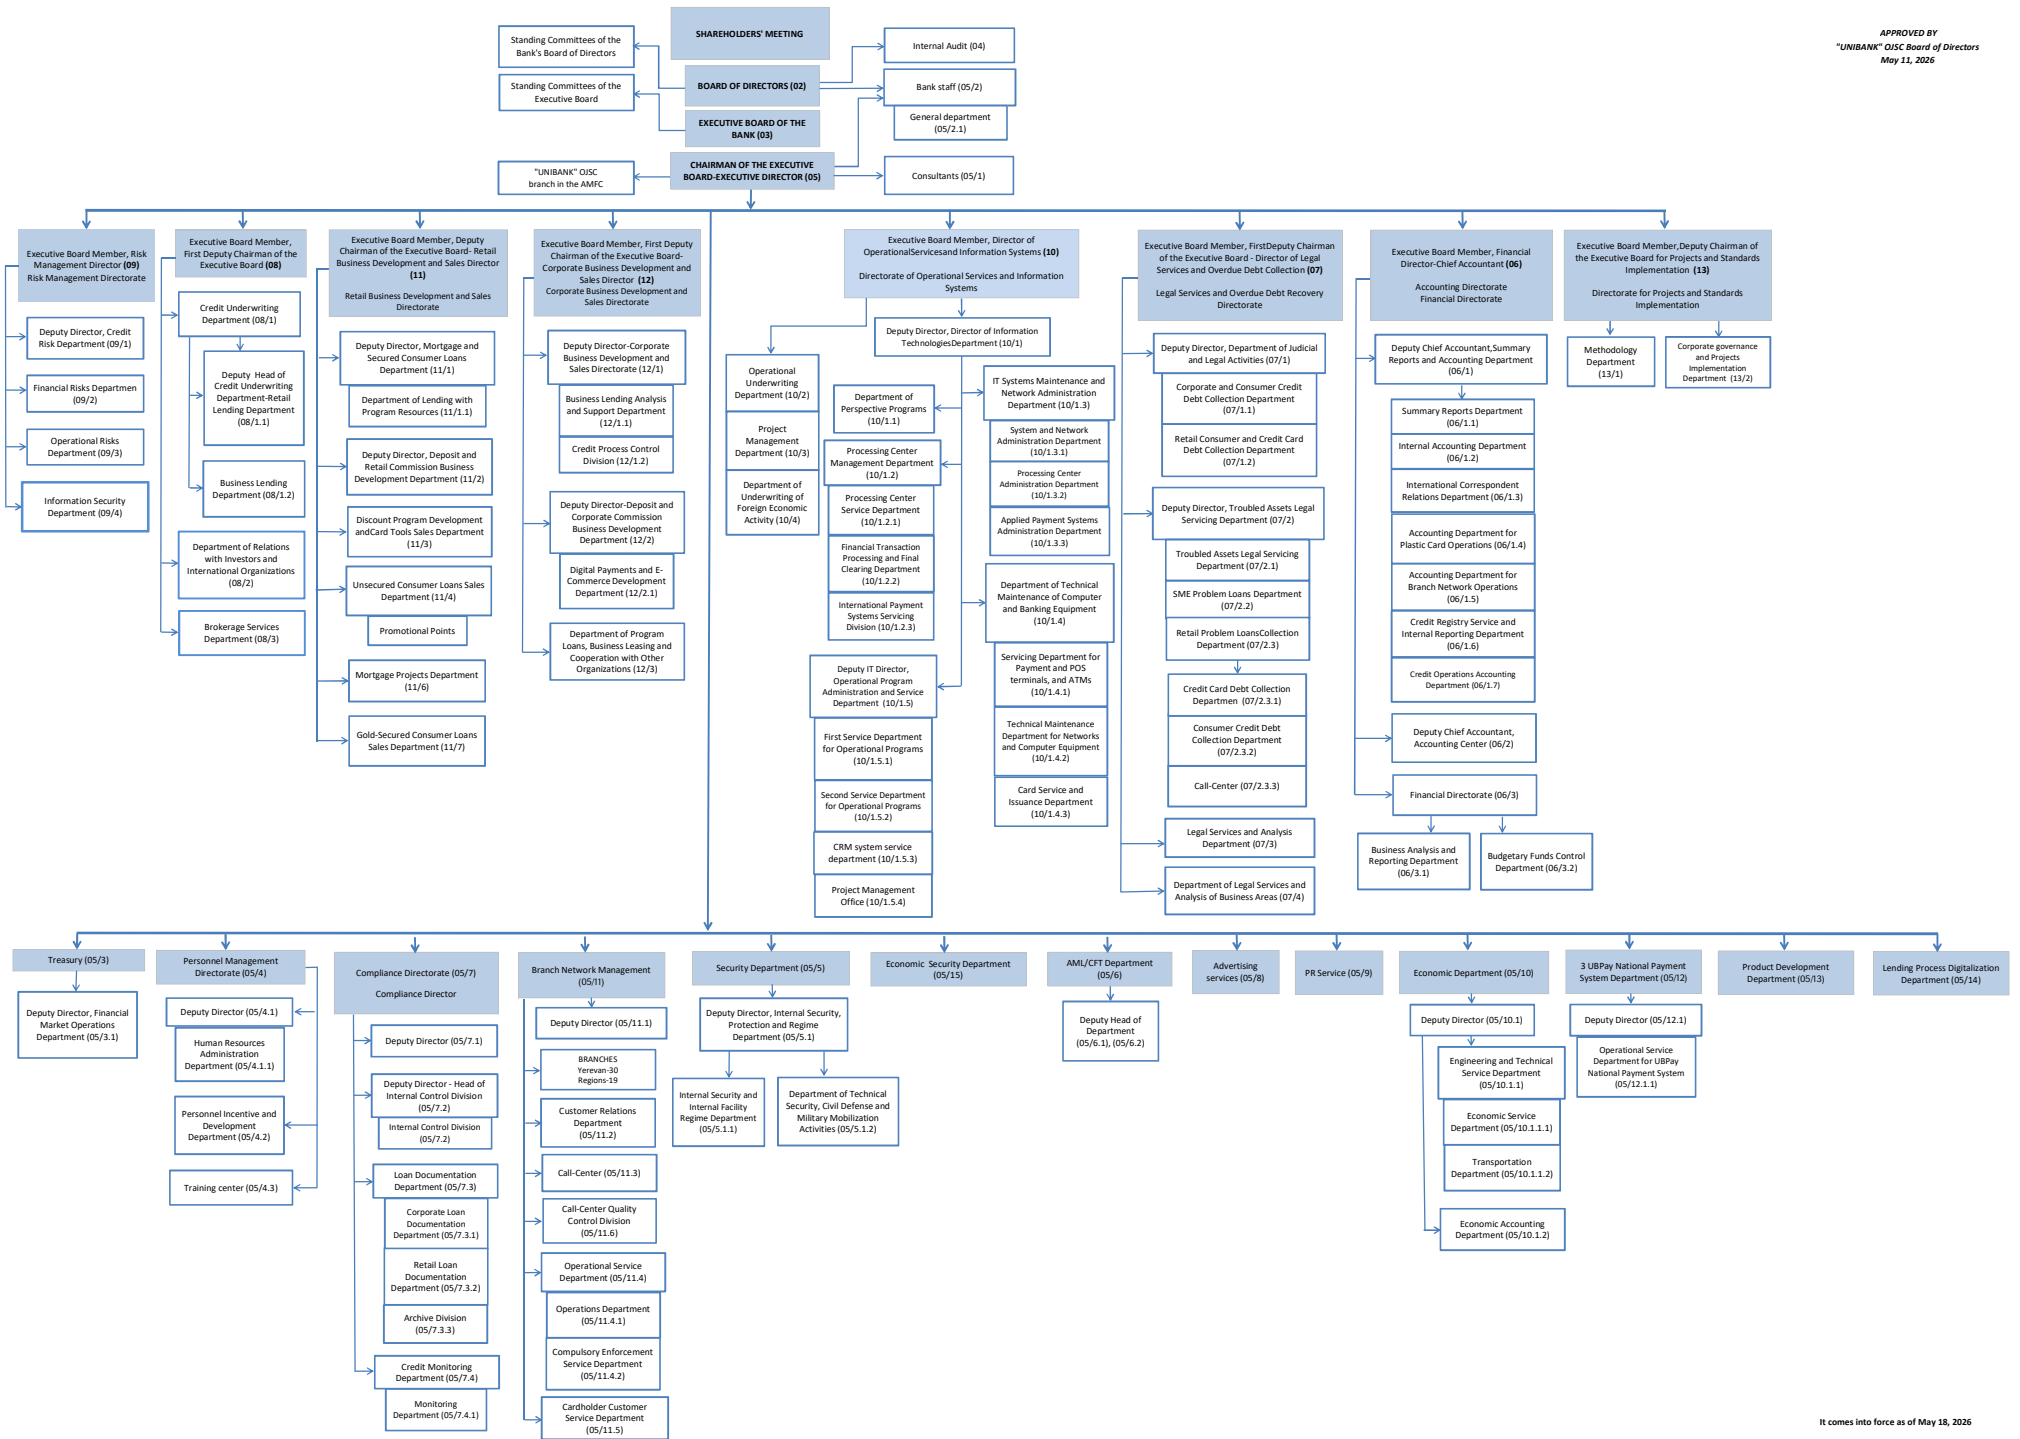 SHAREHOLDERS' MEETING
Standing Committees of the
Bank's Board of Directors
Internal Audit (04)
APPROVED BY
"UNIBANK" OJSC Board of Directors
May 11, 2026
Standing Committees of the
Executive Board
BOARD OF DIRECTORS (02)
Bank staff (05/2)
EXECUTIVE BOARD OF THE
BANK (03)
General department
(05/2.1)
"UNIBANK" OJSC
branch in the AMFC
CHAIRMAN OF THE EXECUTIVE
BOARD-EXECUTIVE DIRECTOR (05)
Consultants (05/1)
Executive Board Member, Risk
Management Director (09)
Risk Management Directorate
Deputy Director, Credit
Risk Department (09/1)
Financial Risks Departmen
(09/2)
Operational Risks
Department (09/3)
Information Security
Department (09/4)
Executive Board Member,
First Deputy Chairman of the
Executive Board (08)
Credit Underwriting
Department (08/1)
Deputy Head of
Credit Underwriting
Department-Retail
Lending Department
(08/1.1)
Business Lending
Department (08/1.2)
Department of Relations
with Investors and
International Organizations
(08/2)
Brokerage Services
Department (08/3)
Executive Board Member, Deputy
Chairman of the Executive Board- Retail
Business Development and Sales Director
(11)
Retail Business Development and Sales
Directorate
Deputy Director, Mortgage and
Secured Consumer Loans
Department (11/1)
Department of Lending with
Program Resources (11/1.1)
Deputy Director, Deposit and
Retail Commission Business
Development Department (11/2)
Discount Program Development
andCard Tools Sales Department
(11/3)
Unsecured Consumer Loans Sales
Department (11/4)
Promotional Points
Mortgage Projects Department
(11/6)
Gold-Secured Consumer Loans
Sales Department (11/7)
Executive Board Member, First Deputy
Chairman of the Executive Board-
Corporate Business Development and
Sales Director (12)
Corporate Business Development and
Sales Directorate
Deputy Director-Corporate
Business Development and
Sales Directorate (12/1)
Business Lending Analysis
and Support Department
(12/1.1)
Credit Process Control
Division (12/1.2)
Deputy Director-Deposit and
Corporate Commission
Business Development
Department (12/2)
Digital Payments and E-
Commerce Development
Department (12/2.1)
Department of Program
Loans, Business Leasing and
Cooperation with Other
Organizations (12/3)
Executive Board Member, Director of
OperationalServicesand Information Systems (10)
Directorate of Operational Services and Information
Systems
Deputy Director, Director of Information
TechnologiesDepartment (10/1)
Operational
Underwriting
Department (10/2)
Project
Management
Department (10/3)
Department of
Underwriting of
Foreign Economic
Activity (10/4)
Department of
Perspective Programs
(10/1.1)
Processing Center
Management Department
(10/1.2)
Processing Center
Service Department
(10/1.2.1)
Financial Transaction
Processing and Final
Clearing Department
(10/1.2.2)
International Payment
Systems Servicing
Division (10/1.2.3)
Deputy IT Director,
Operational Program
Administration and Service
Department (10/1.5)
First Service Department
for Operational Programs
(10/1.5.1)
Second Service Department
for Operational Programs
(10/1.5.2)
CRM system service
department (10/1.5.3)
Project Management
Office (10/1.5.4)
IT Systems Maintenance and
Network Administration
Department (10/1.3)
System and Network
Administration Department
(10/1.3.1)
Processing Center
Administration Department
(10/1.3.2)
Applied Payment Systems
Administration Department
(10/1.3.3)
Department of Technical
Maintenance of Computer
and Banking Equipment
(10/1.4)
Servicing Department for
Payment and POS
terminals, and ATMs
(10/1.4.1)
Technical Maintenance
Department for Networks
and Computer Equipment
(10/1.4.2)
Card Service and
Issuance Department
(10/1.4.3)
Executive Board Member, FirstDeputy Chairman
of the Executive Board - Director of Legal
Services and Overdue Debt Collection (07)
Legal Services and Overdue Debt Recovery
Directorate
Deputy Director, Department of Judicial
and Legal Activities (07/1)
Corporate and Consumer Credit
Debt Collection Department
(07/1.1)
Retail Consumer and Credit Card
Debt Collection Department
(07/1.2)
Deputy Director, Troubled Assets Legal
Servicing Department (07/2)
Troubled Assets Legal Servicing
Department (07/2.1)
SME Problem Loans Department
(07/2.2)
Retail Problem LoansCollection
Department (07/2.3)
Credit Card Debt Collection
Departmen (07/2.3.1)
Consumer Credit Debt
Collection Department
(07/2.3.2)
Call-Center (07/2.3.3)
Legal Services and Analysis
Department (07/3)
Department of Legal Services and
Analysis of Business Areas (07/4)
Executive Board Member, Financial
Director-Chief Accountant (06)
Accounting Directorate
Financial Directorate
Deputy Chief Accountant,Summary
Reports and Accounting Department
(06/1)
Summary Reports Department
(06/1.1)
Internal Accounting Department
(06/1.2)
International Correspondent
Relations Department (06/1.3)
Accounting Department for
Plastic Card Operations (06/1.4)
Accounting Department for
Branch Network Operations
(06/1.5)
Credit Registry Service and
Internal Reporting Department
(06/1.6)
Credit Operations Accounting
Department (06/1.7)
Deputy Chief Accountant,
Accounting Center (06/2)
Financial Directorate (06/3)
Business Analysis and
Reporting Department
(06/3.1)
Budgetary Funds Control
Department (06/3.2)
Executive Board Member,Deputy Chairman of
the Executive Board for Projects and Standards
Implementation (13)
Directorate for Projects and Standards
Implementation
Methodology
Department
(13/1)
Corporate governance
and Projects
Implementation
Department (13/2)
Treasury (05/3)
Deputy Director, Financial
Market Operations
Department (05/3.1)
Personnel Management
Directorate (05/4)
Deputy Director (05/4.1)
Human Resources
Administration
Department (05/4.1.1)
Personnel Incentive and
Development
Department (05/4.2)
Training center (05/4.3)
Compliance Directorate (05/7)
Compliance Director
Deputy Director (05/7.1)
Deputy Director - Head of
Internal Control Division
(05/7.2)
Internal Control Division
(05/7.2)
Loan Documentation
Department (05/7.3)
Corporate Loan
Documentation
Department (05/7.3.1)
Retail Loan
Documentation
Department (05/7.3.2)
Archive Division
(05/7.3.3)
Credit Monitoring
Department (05/7.4)
Monitoring
Department (05/7.4.1)
Branch Network Management
(05/11)
Deputy Director (05/11.1)
BRANCHES
Yerevan-30
Regions-19
Customer Relations
Department
(05/11.2)
Call-Center (05/11.3)
Call-Center Quality
Control Division
(05/11.6)
Operational Service
Department (05/11.4)
Operations Department
(05/11.4.1)
Compulsory Enforcement
Service Department
(05/11.4.2)
Cardholder Customer
Service Department
(05/11.5)
Security Department (05/5)
Deputy Director, Internal Security,
Protection and Regime
Department (05/5.1)
Internal Security and
Internal Facility
Regime Department
(05/5.1.1)
Department of Technical
Security, Civil Defense and
Military Mobilization
Activities (05/5.1.2)
Economic Security Department
(05/15)
AML/CFT Department
(05/6)
Deputy Head of
Department
(05/6.1), (05/6.2)
Advertising
services (05/8)
PR Service (05/9)
Economic Department (05/10)
Deputy Director (05/10.1)
Engineering and Technical
Service Department
(05/10.1.1)
Economic Service
Department (05/10.1.1.1)
Transportation
Department (05/10.1.1.2)
Economic Accounting
Department (05/10.1.2)
3 UBPay National Payment
System Department (05/12)
Deputy Director (05/12.1)
Operational Service
Department for UBPay
National Payment System
(05/12.1.1)
Product Development
Department (05/13)
Lending Process Digitalization
Department (05/14)
It comes into force as of May 18, 2026